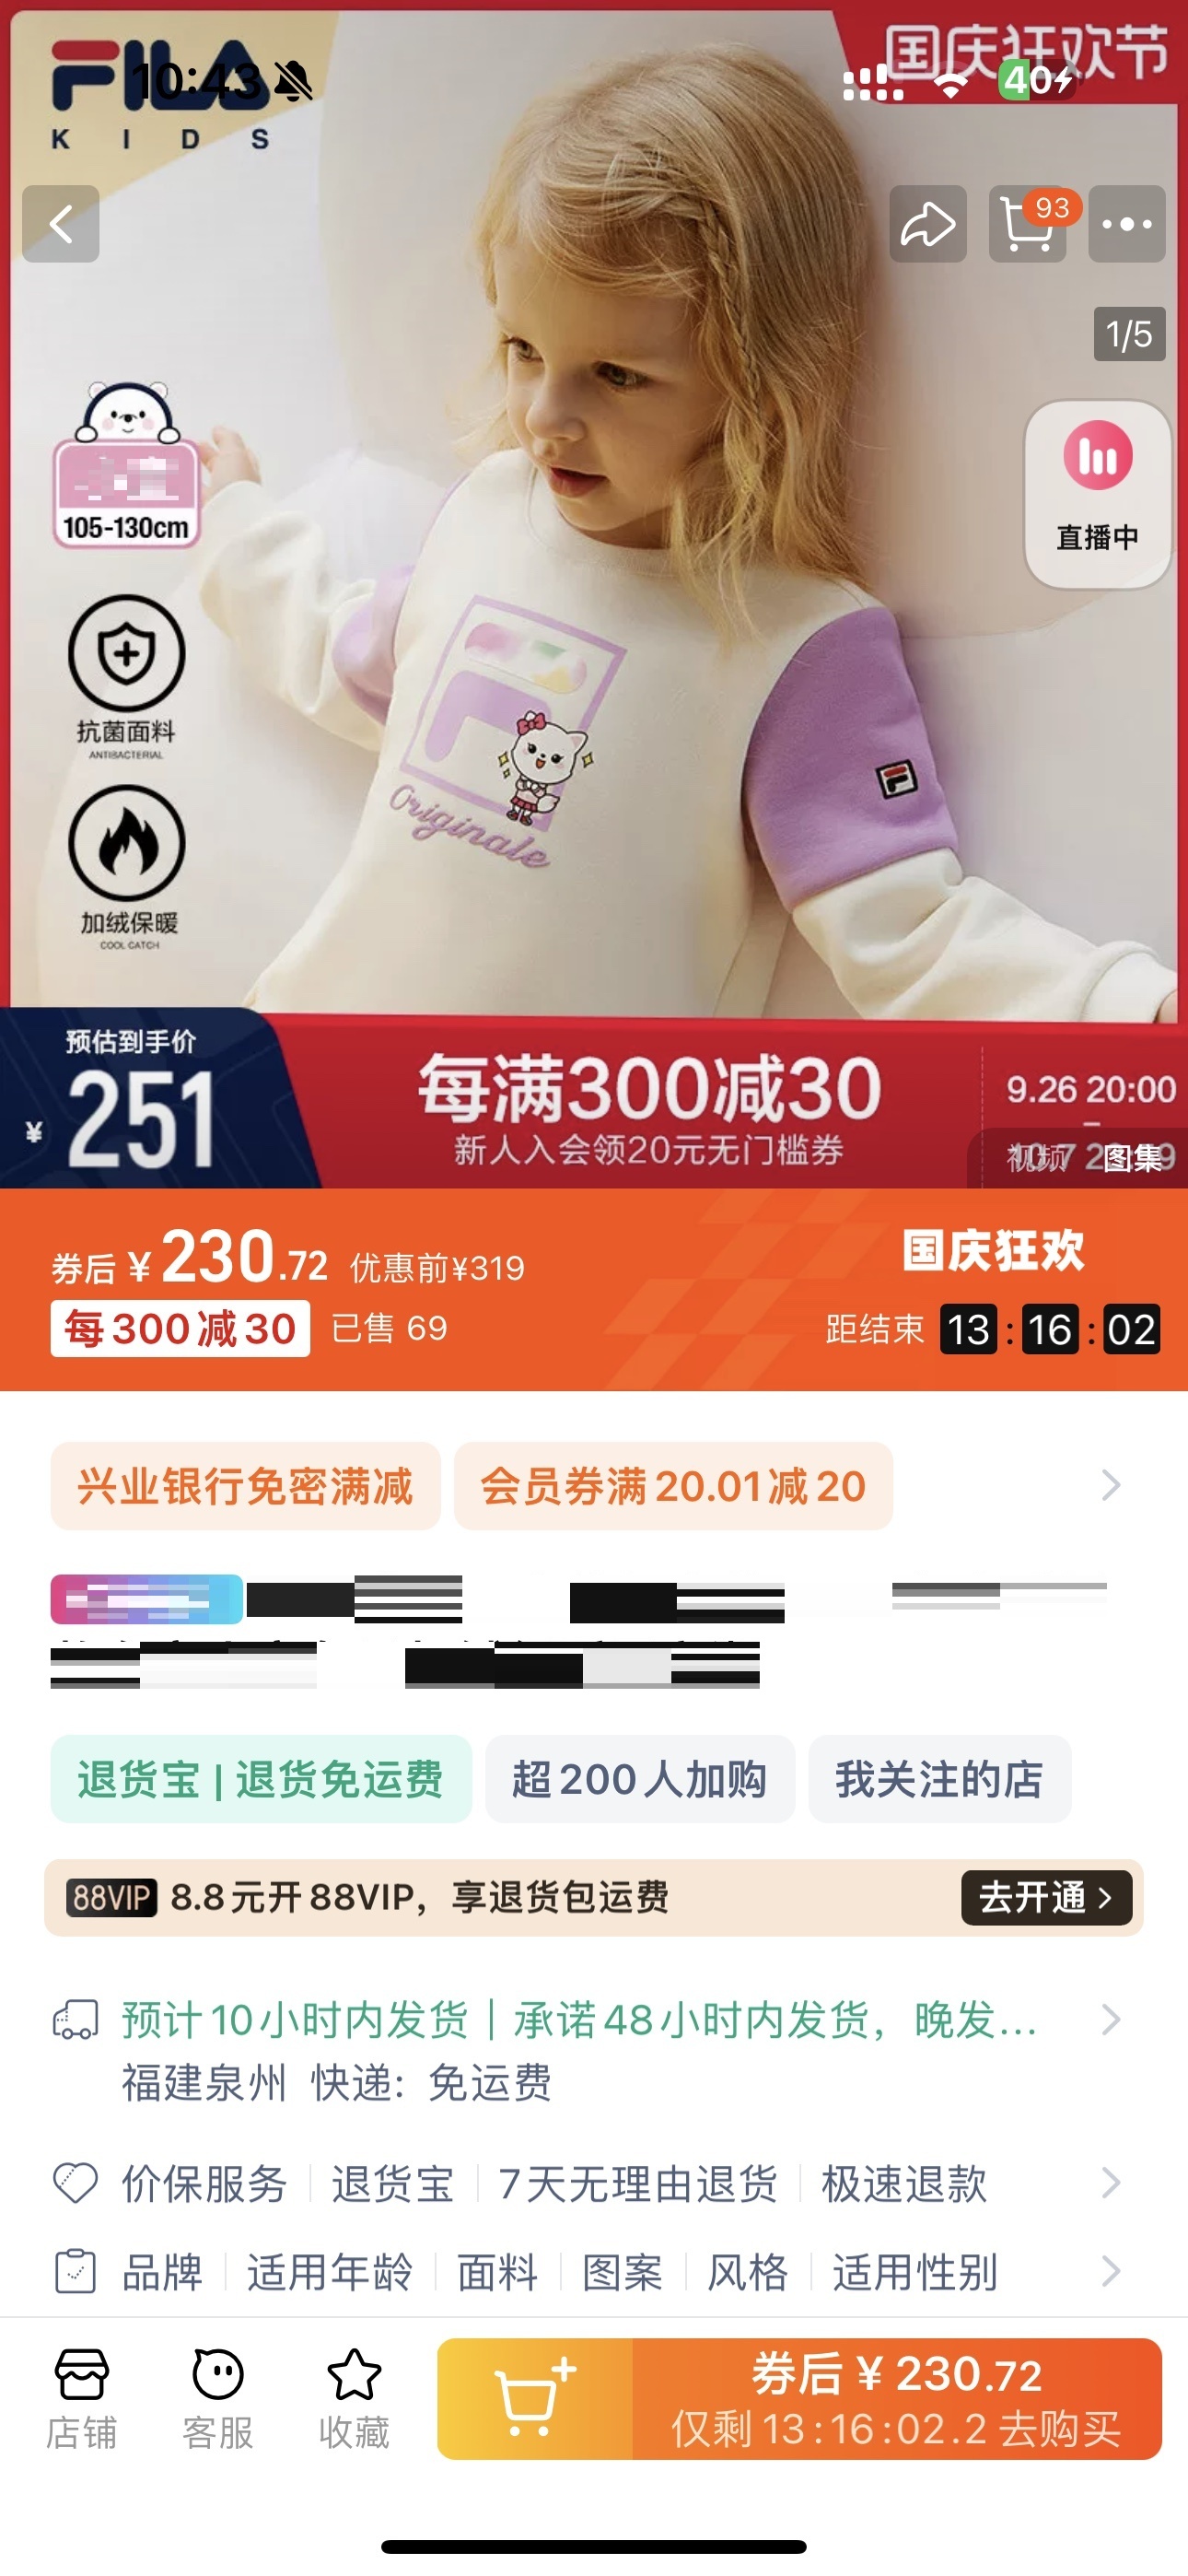 国庆狂欢节
FILA
KIDS
10:43
40
93
1/5
105-130cm
直播中
抗菌面料
ANTIBACTERIAL
加绒保暖
COOL CATCH
Originale
预估到手价
¥ 251
每满300减30
新人入会领20元无门槛券
9.26 20:00
视频 图集
券后 ¥ 230.72 优惠前¥319
国庆狂欢
每300减30 已售 69
距结束 13:16:02
兴业银行免密满减 会员券满20.01减20
退货宝 | 退货免运费 超200人加购 我关注的店
88VIP 8.8元开88VIP，享退货包运费 去开通
预计10小时内发货 | 承诺48小时内发货，晚发...
福建泉州 快递: 免运费
价保服务 退货宝 7天无理由退货 极速退款
品牌 适用年龄 面料 图案 风格 适用性别
券后 ¥ 230.72
仅剩 13:16:02.2 去购买
店铺 客服 收藏